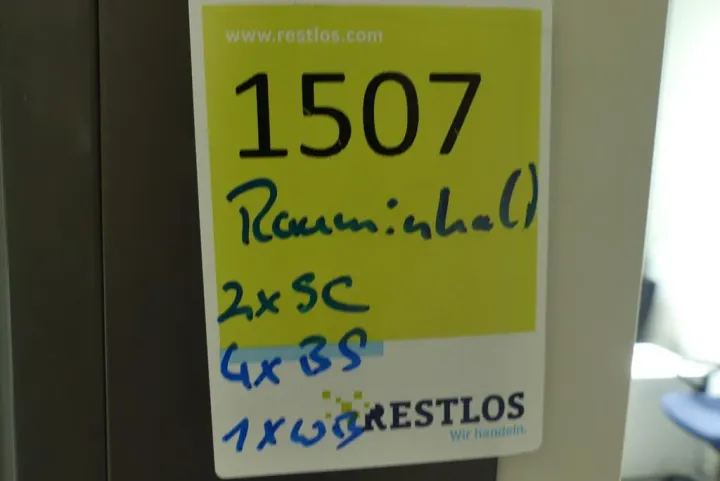 www.restlos.com
1507
Rauminhalt
2x SC
4x BS
1x WB
RESTLOS
Wir handeln.